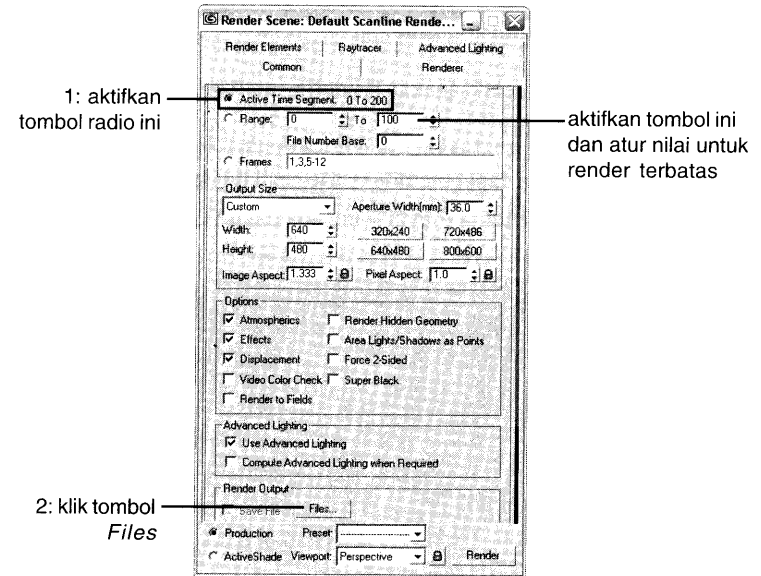 Render Scene: Default Scanline Rende...
Render Elements Raytracer Advanced Lighting
Common Renderer
1: aktifkan
tombol radio ini
Active Time Segment: 0 To 200
Range: 0 To 100
File Number Base: 0
Frames 1,3,5-12
aktifkan tombol ini
dan atur nilai untuk
render terbatas
Output Size
Custom Aperture Width(mm): 36.0
Width: 640 320x240 720x486
Height: 480 640x480 800x600
Image Aspect: 1.333 Pixel Aspect: 1.0
Options
Atmospherics Render Hidden Geometry
Effects Area Lights/Shadows as Points
Displacement Force 2-Sided
Video Color Check Super Black
Render to Fields
Advanced Lighting
Use Advanced Lighting
Compute Advanced Lighting when Required
Render Output
2: klik tombol
Files
Save File Files...
Production Preset: --------------------
ActiveShade Viewport: Perspective Render